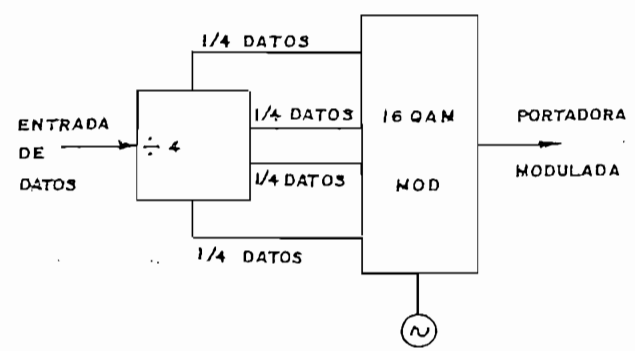 1/4 DATOS
ENTRADA
DE
DATOS
÷ 4
1/4 DATOS
1/4 DATOS
1/4 DATOS
16 QAM
MOD
PORTADORA
MODULADA
~